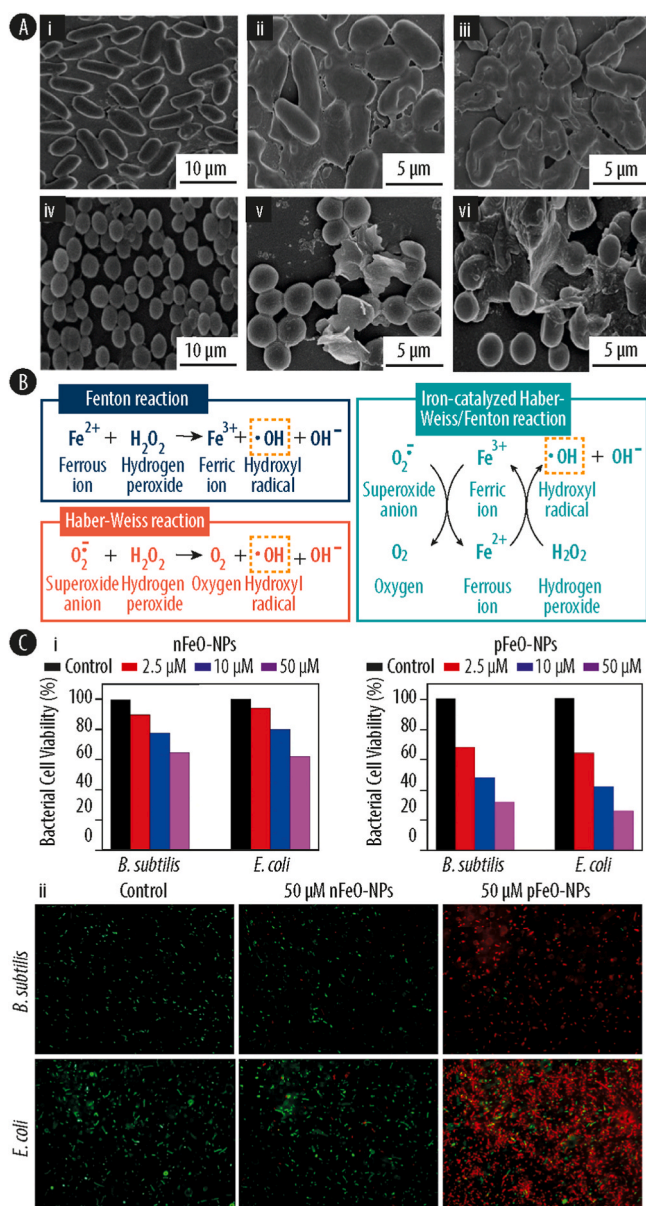 A
i
ii
iii
10 µm
5 µm
5 µm
iv
v
vi
10 µm
5 µm
5 µm
B
Fenton reaction
Fe2+ + H2O2 → Fe3+ + •OH + OH−
Ferrous Hydrogen Ferric Hydroxyl
ion peroxide ion radical
Haber-Weiss reaction
O2•− + H2O2 → O2 + •OH + OH−
Superoxide Hydrogen Oxygen Hydroxyl
anion peroxide radical
Iron-catalyzed Haber-
Weiss/Fenton reaction
O2•− Fe3+ •OH + OH−
Superoxide Ferric Hydroxyl
anion ion radical
O2 Fe2+ H2O2
Oxygen Ferrous Hydrogen
ion peroxide
C
i
nFeO-NPs
Control 2.5 µM 10 µM 50 µM
Bacterial Cell Viability (%)
100
80
60
40
20
0
B. subtilis E. coli
pFeO-NPs
Control 2.5 µM 10 µM 50 µM
Bacterial Cell Viability (%)
100
80
60
40
20
0
B. subtilis E. coli
ii
Control 50 µM nFeO-NPs 50 µM pFeO-NPs
B. subtilis
E. coli